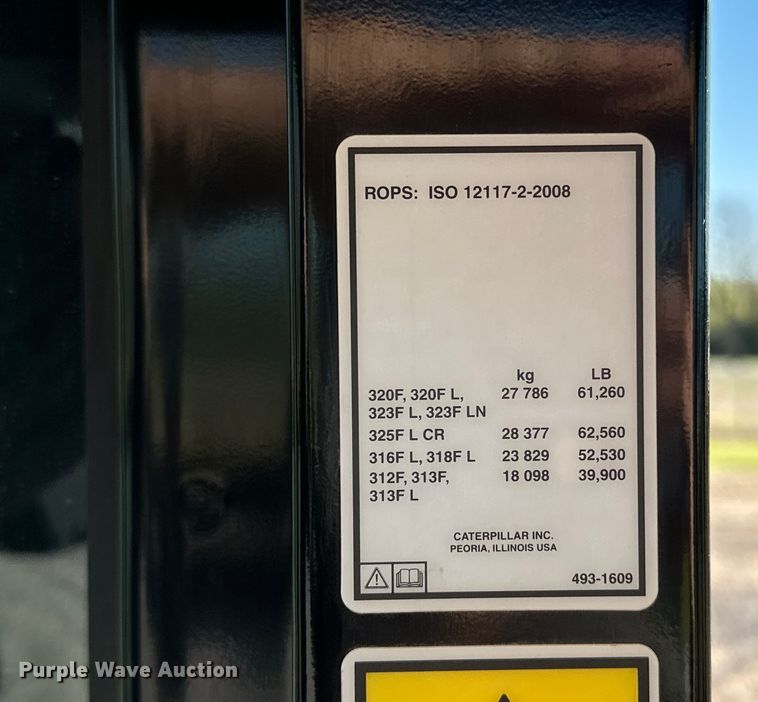 ROPS: ISO 12117-2-2008
kg LB
320F, 320F L, 27 786 61,260
323F L, 323F LN
325F L CR 28 377 62,560
316F L, 318F L 23 829 52,530
312F, 313F, 18 098 39,900
313F L
CATERPILLAR INC.
PEORIA, ILLINOIS USA
493-1609
Purple Wave Auction